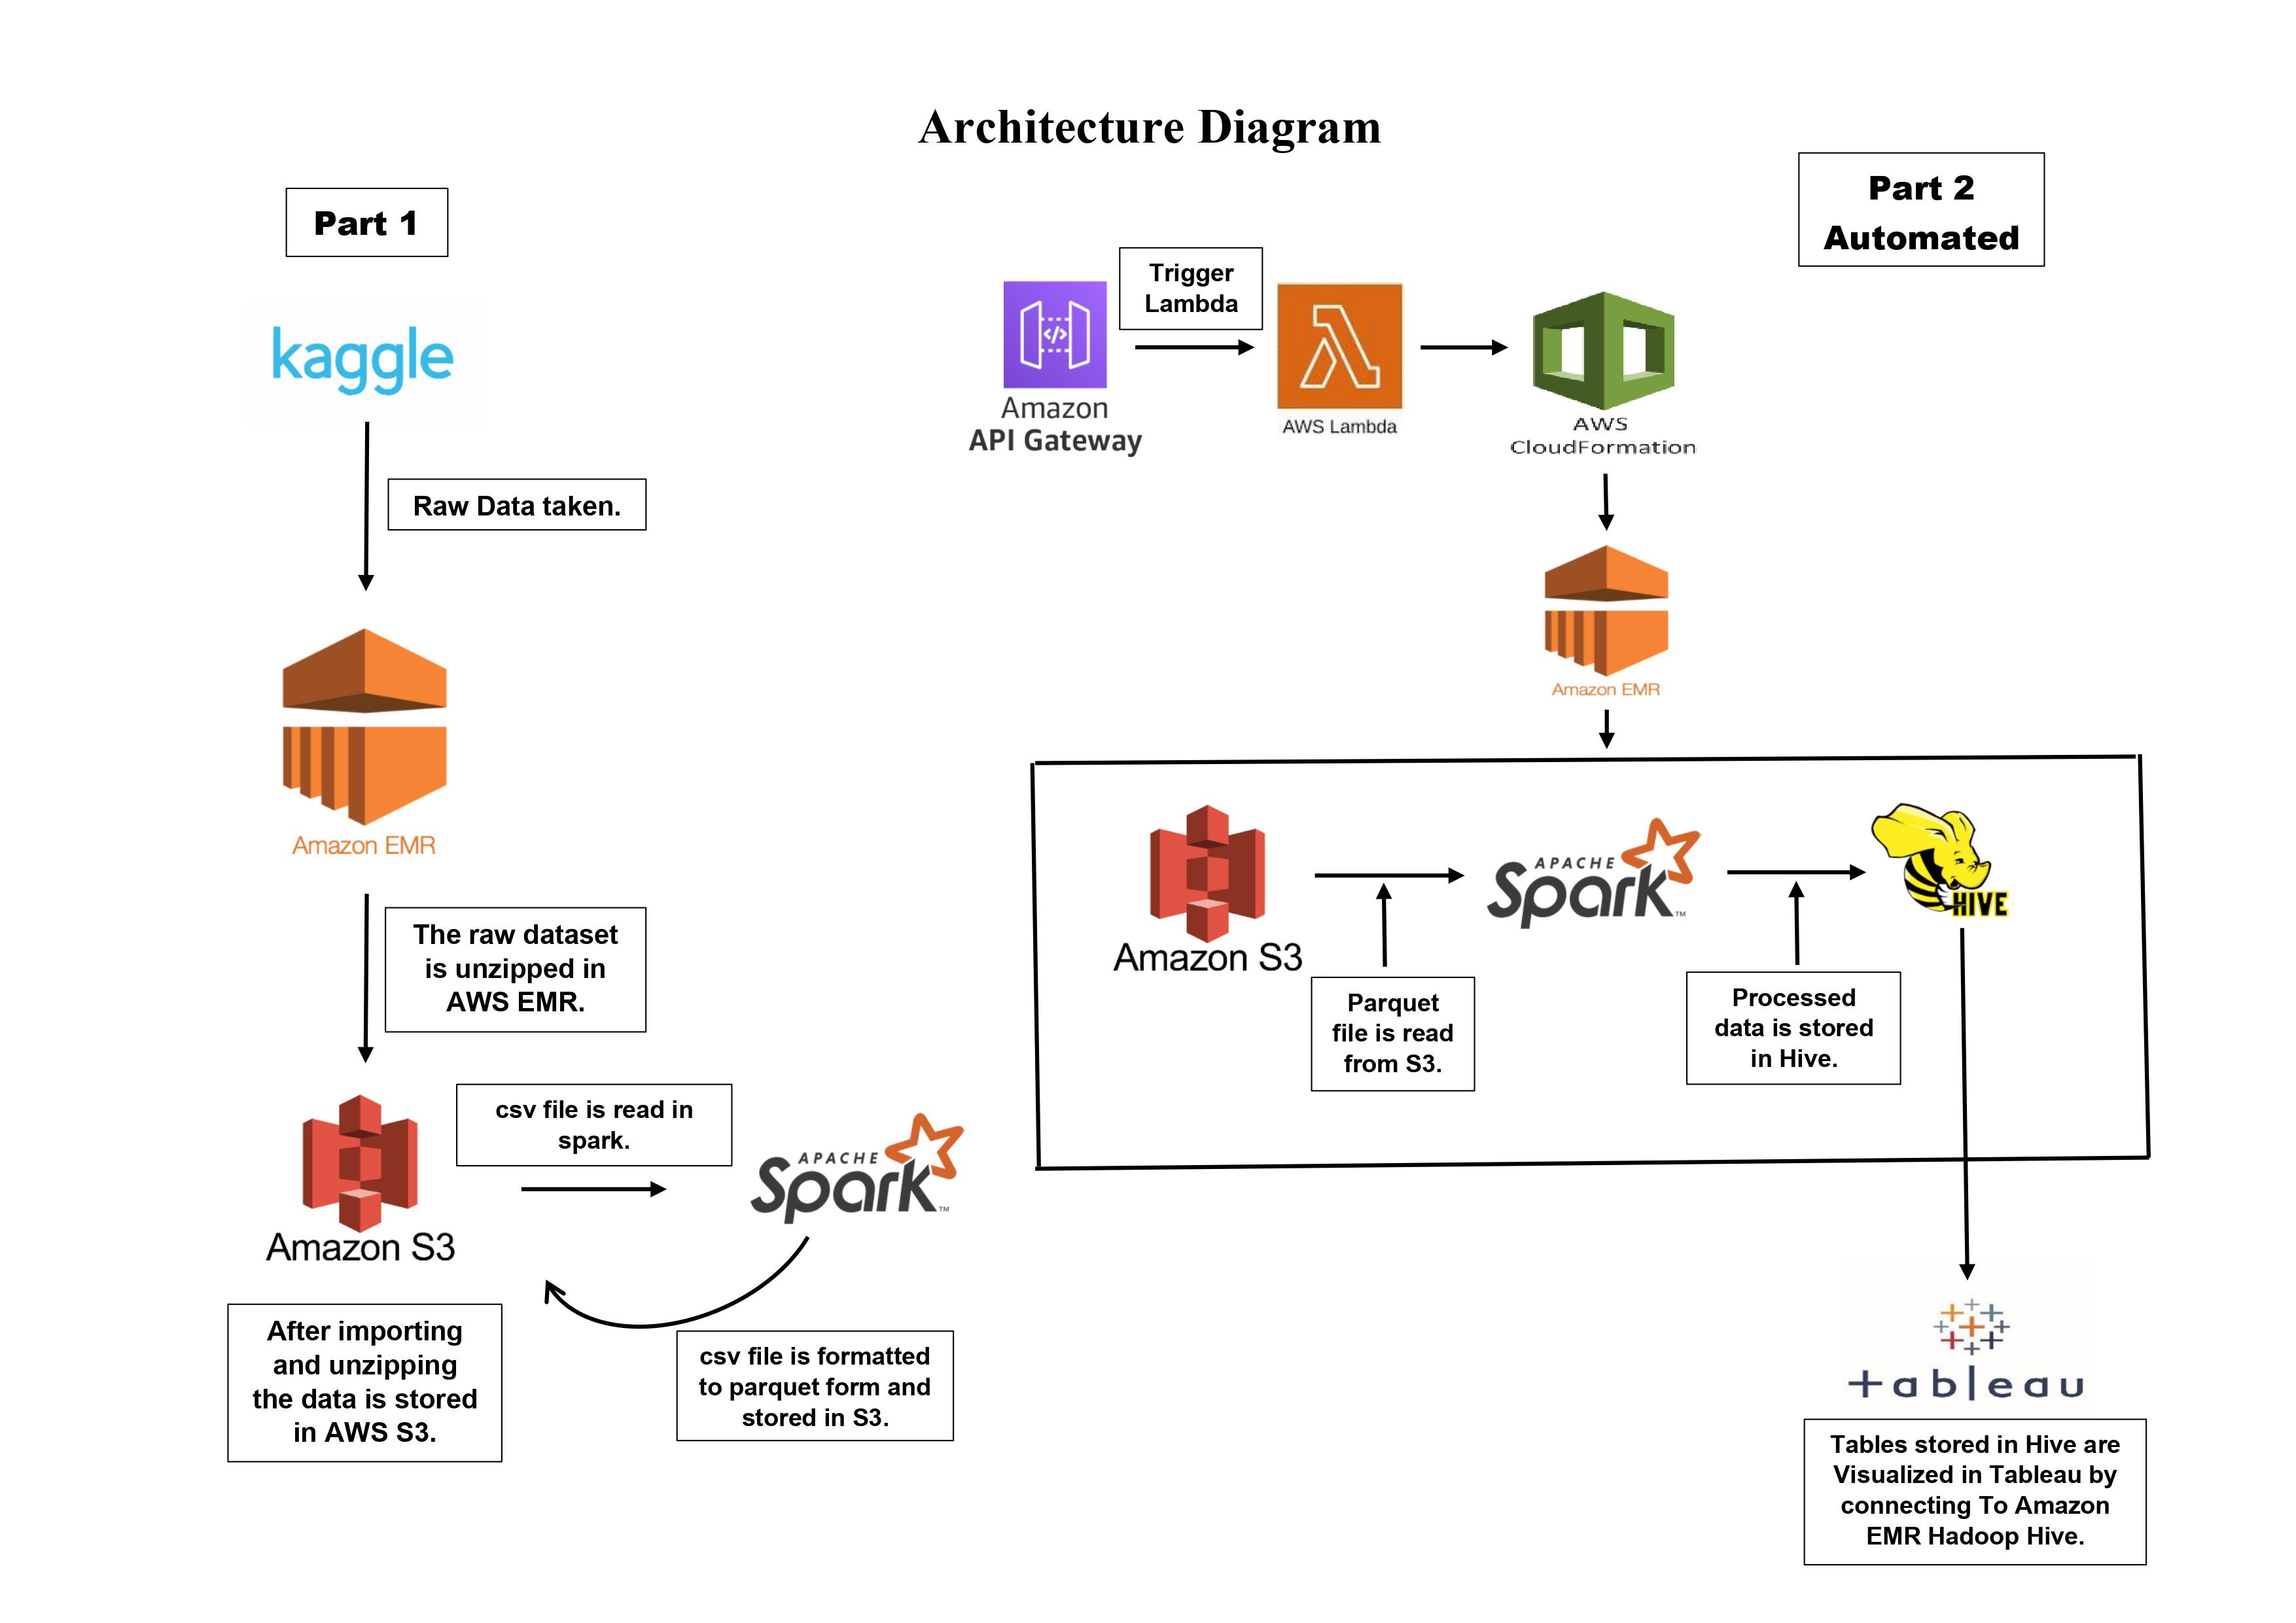 Architecture Diagram
Part 1
kaggle
Raw Data taken.
Amazon EMR
The raw dataset
is unzipped in
AWS EMR.
Amazon S3
After importing
and unzipping
the data is stored
in AWS S3.
csv file is read in
spark.
APACHE
Spark™
csv file is formatted
to parquet form and
stored in S3.
Part 2
Automated
Amazon
API Gateway
Trigger
Lambda
AWS Lambda
AWS
CloudFormation
Amazon EMR
Amazon S3
Parquet
file is read
from S3.
APACHE
Spark™
Processed
data is stored
in Hive.
HIVE
+ableau
Tables stored in Hive are
Visualized in Tableau by
connecting To Amazon
EMR Hadoop Hive.